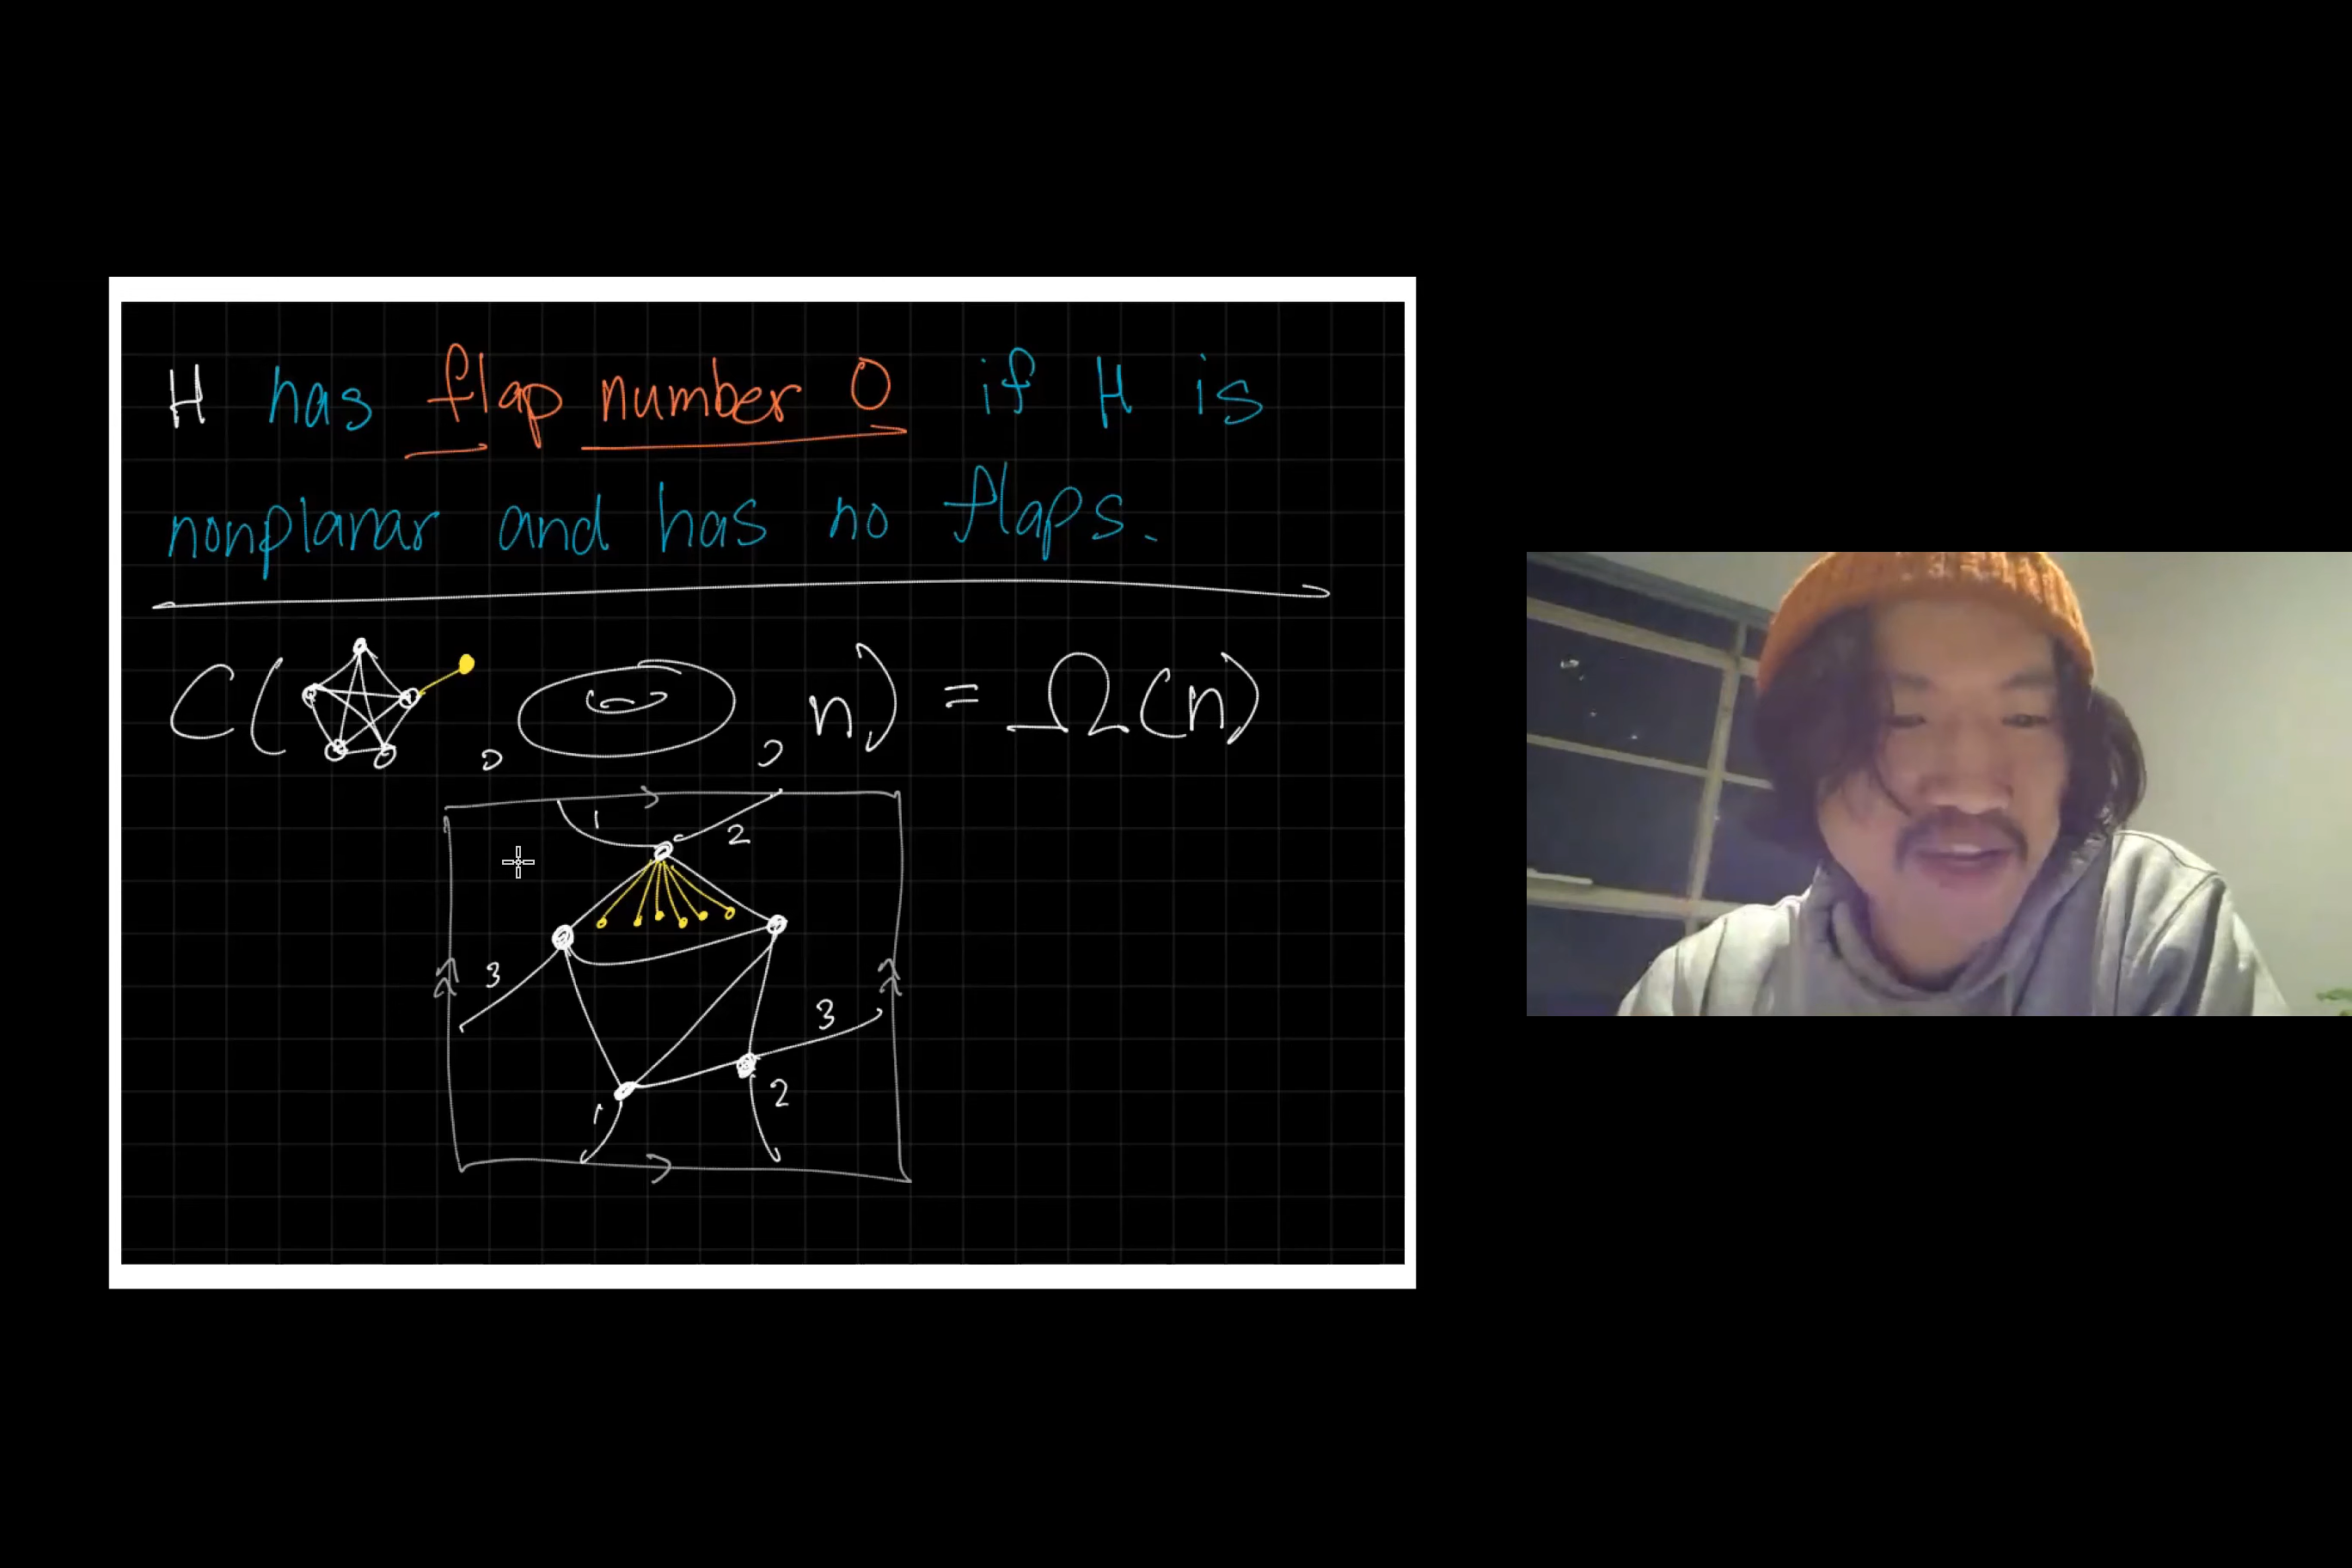 H has flap number 0 if H is
nonplanar and has no flaps.
C( , , n) = Ω(n)
1
2
3
3
1
2